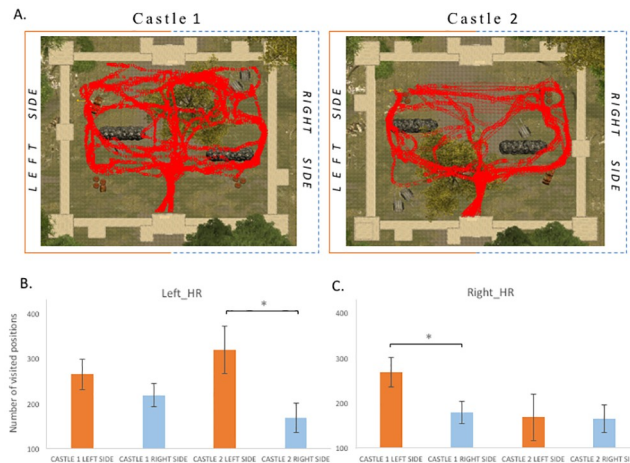 A.
Castle 1
Castle 2
LEFT SIDE
RIGHT SIDE
LEFT SIDE
RIGHT SIDE
B.
Left_HR
Number of visited positions
400
300
200
100
*
CASTLE 1 LEFT SIDE CASTLE 1 RIGHT SIDE CASTLE 2 LEFT SIDE CASTLE 2 RIGHT SIDE
C.
Right_HR
400
300
200
100
*
CASTLE 1 LEFT SIDE CASTLE 1 RIGHT SIDE CASTLE 2 LEFT SIDE CASTLE 2 RIGHT SIDE